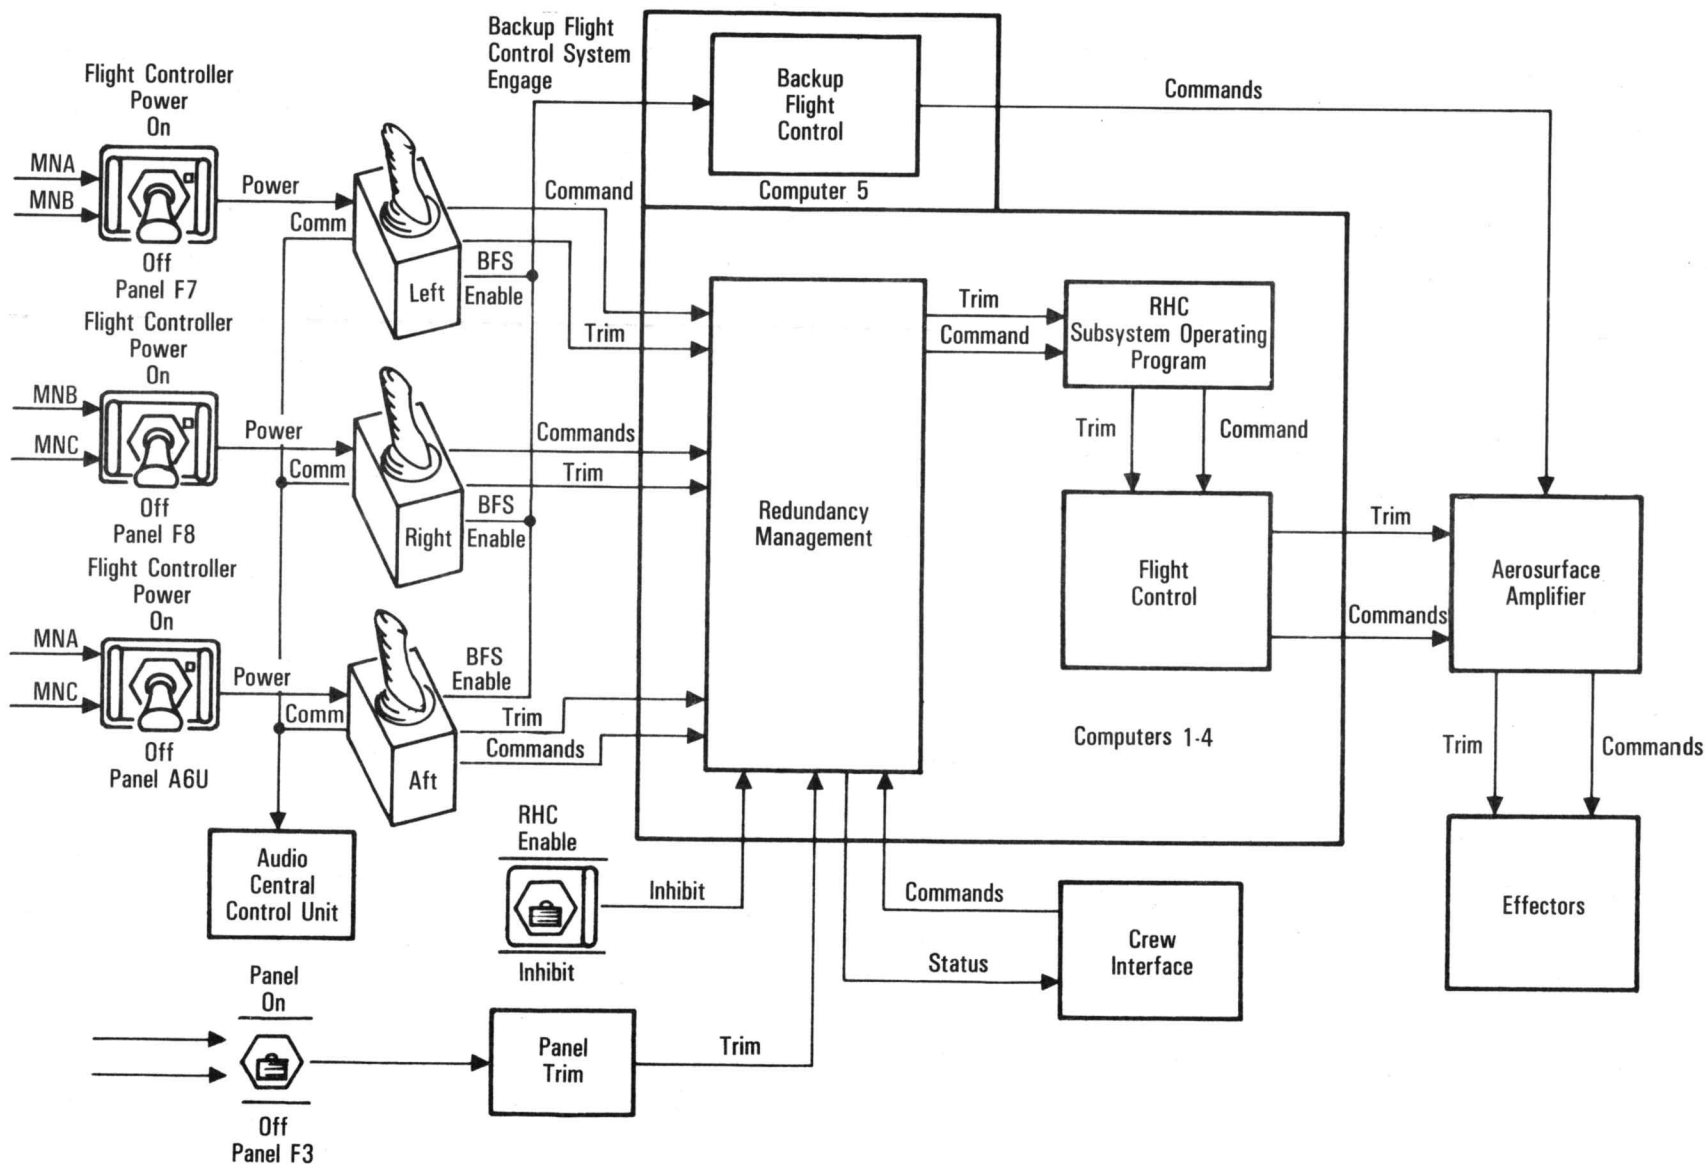 Backup Flight
Control System
Engage
Backup
Flight
Control
Computer 5
Commands
Flight Controller
Power
On
MNA
MNB
Off
Panel F7
Power
Comm
Left
BFS
Enable
Command
Trim
Flight Controller
Power
On
MNB
MNC
Off
Panel F8
Power
Comm
Right
BFS
Enable
Commands
Trim
Flight Controller
Power
On
MNA
MNC
Off
Panel A6U
Power
Comm
Aft
BFS
Enable
Trim
Commands
Redundancy
Management
Trim
Command
RHC
Subsystem Operating
Program
Trim
Command
Flight
Control
Computers 1-4
Trim
Commands
Aerosurface
Amplifier
Trim
Commands
Effectors
Audio
Central
Control Unit
RHC
Enable
Inhibit
Inhibit
Commands
Status
Crew
Interface
Panel
On
Off
Panel F3
Panel
Trim
Trim